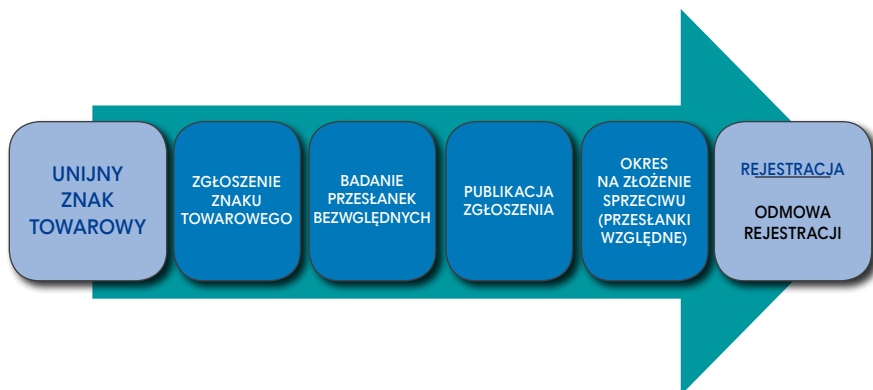 UNIJNY
ZNAK
TOWAROWY
ZGŁOSZENIE
ZNAKU
TOWAROWEGO
BADANIE
PRZESŁANEK
BEZWGLĘDNYCH
PUBLIKACJA
ZGŁOSZENIA
OKRES
NA ZŁOŻENIE
SPRZECIWU
(PRZESŁANKI
WZGLĘDNE)
REJESTRACJA
ODMOWA
REJESTRACJI